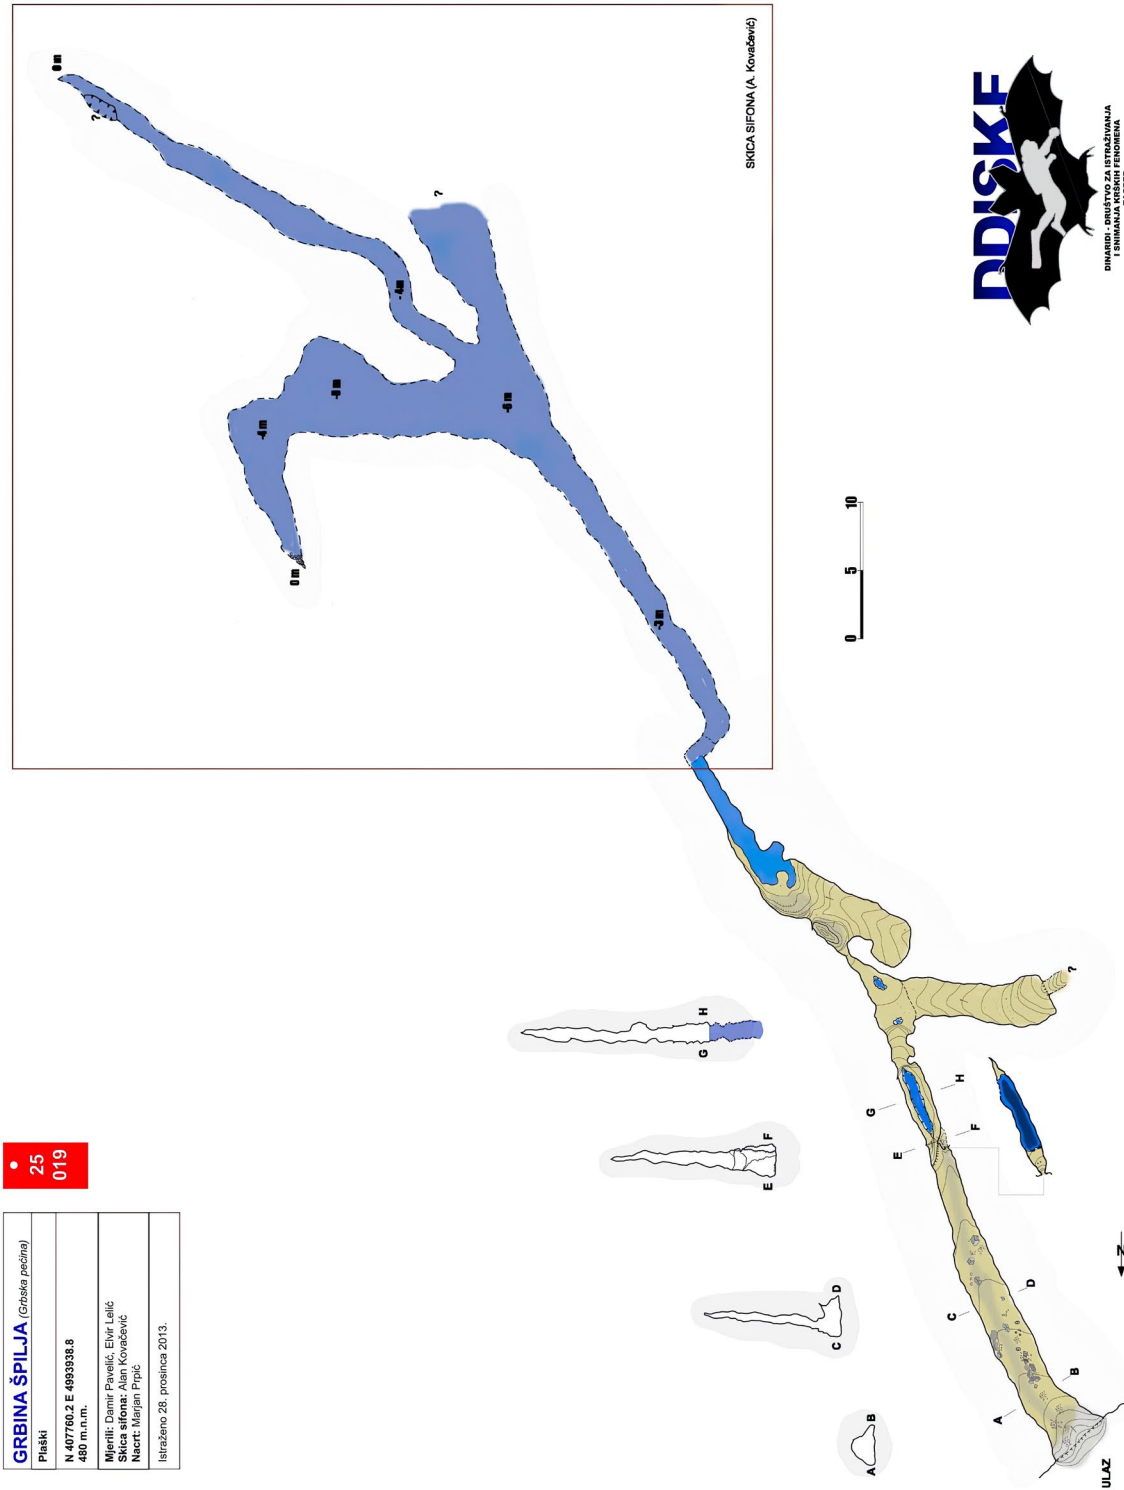 GRBINA ŠPILJA (Grbska pećina)
Plaški
N 407760.2 E 4993938.8
480 m.n.m.
Mjerili: Damir Pavelić, Elvir Lelić
Skica sifona: Alan Kovačević
Nacrt: Marjan Prpić
Istraženo 28. prosinca 2013.
25
019
SKICA SIFONA (A. Kovačević)
0 m
?
-4m
?
-4 m
-6 m
0 m
-3 m
0 5 10
DDISKF
DINARIDI - DRUŠTVO ZA ISTRAŽIVANJA
I SNIMANJA KRŠKIH FENOMENA
G H
E F
C D
A B
?
G
H
E
F
C
D
A
B
N
ULAZ